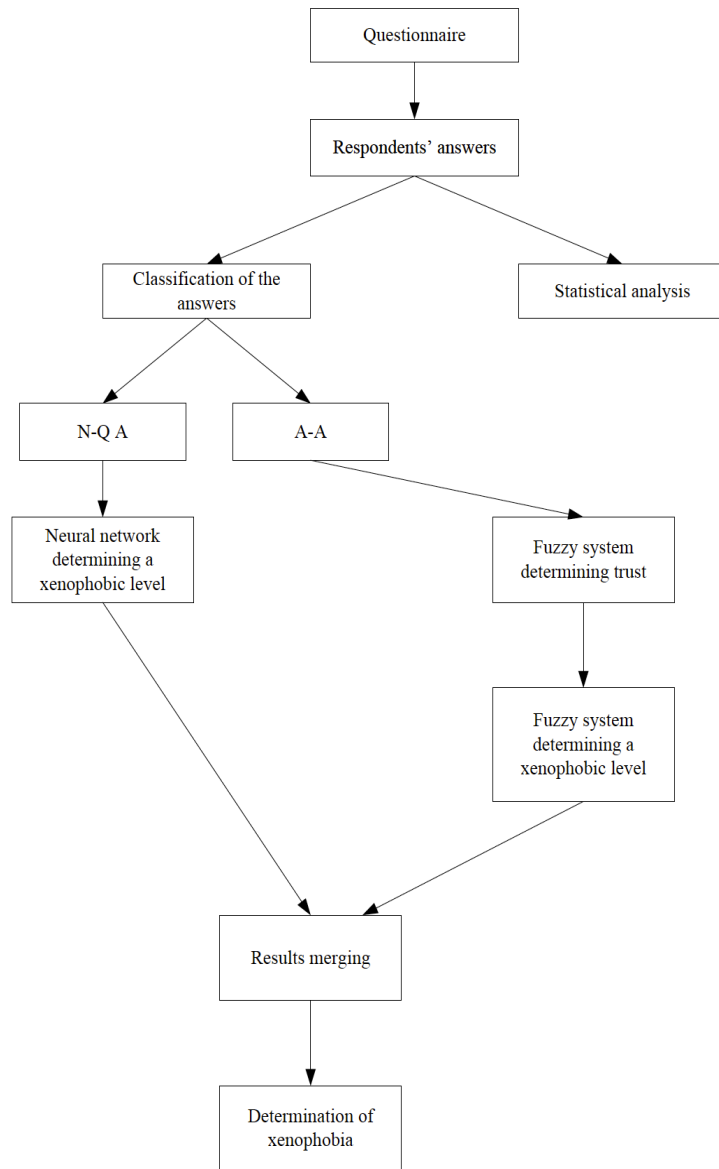 Questionnaire
Respondents’ answers
Classification of the
answers
Statistical analysis
N-Q A
A-A
Neural network
determining a
xenophobic level
Fuzzy system
determining trust
Fuzzy system
determining a
xenophobic level
Results merging
Determination of
xenophobia